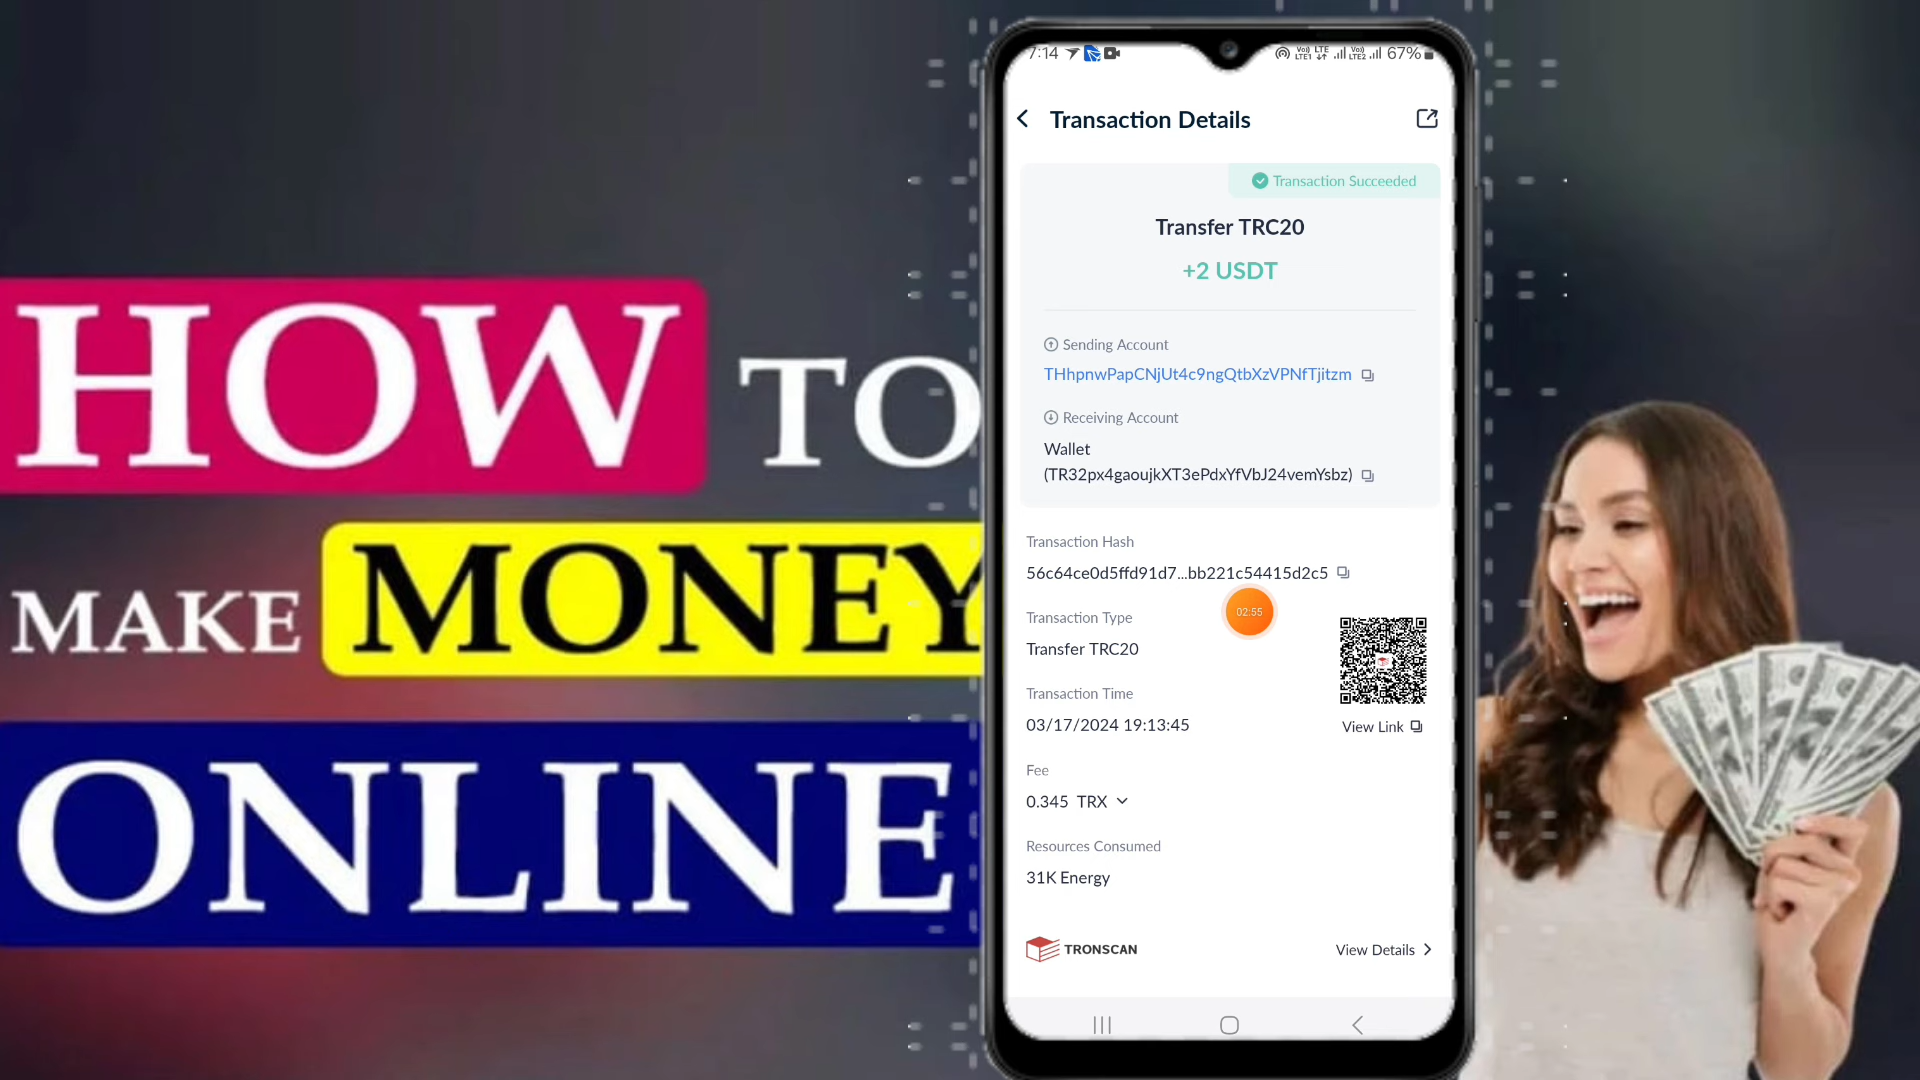 HOW TO
MAKE MONEY
ONLINE
7:14
67%
Transaction Details
Transaction Succeeded
Transfer TRC20
+2 USDT
Sending Account
THhpnwPapCNjUt4c9ngQtbXzVPNfTjitzm
Receiving Account
Wallet
(TR32px4gaoujkXT3ePdxYfVbJ24vemYsbz)
Transaction Hash
56c64ce0d5ffd91d7...bb221c54415d2c5
02:55
Transaction Type
Transfer TRC20
Transaction Time
03/17/2024 19:13:45
View Link
Fee
0.345 TRX
Resources Consumed
31K Energy
TRONSCAN
View Details